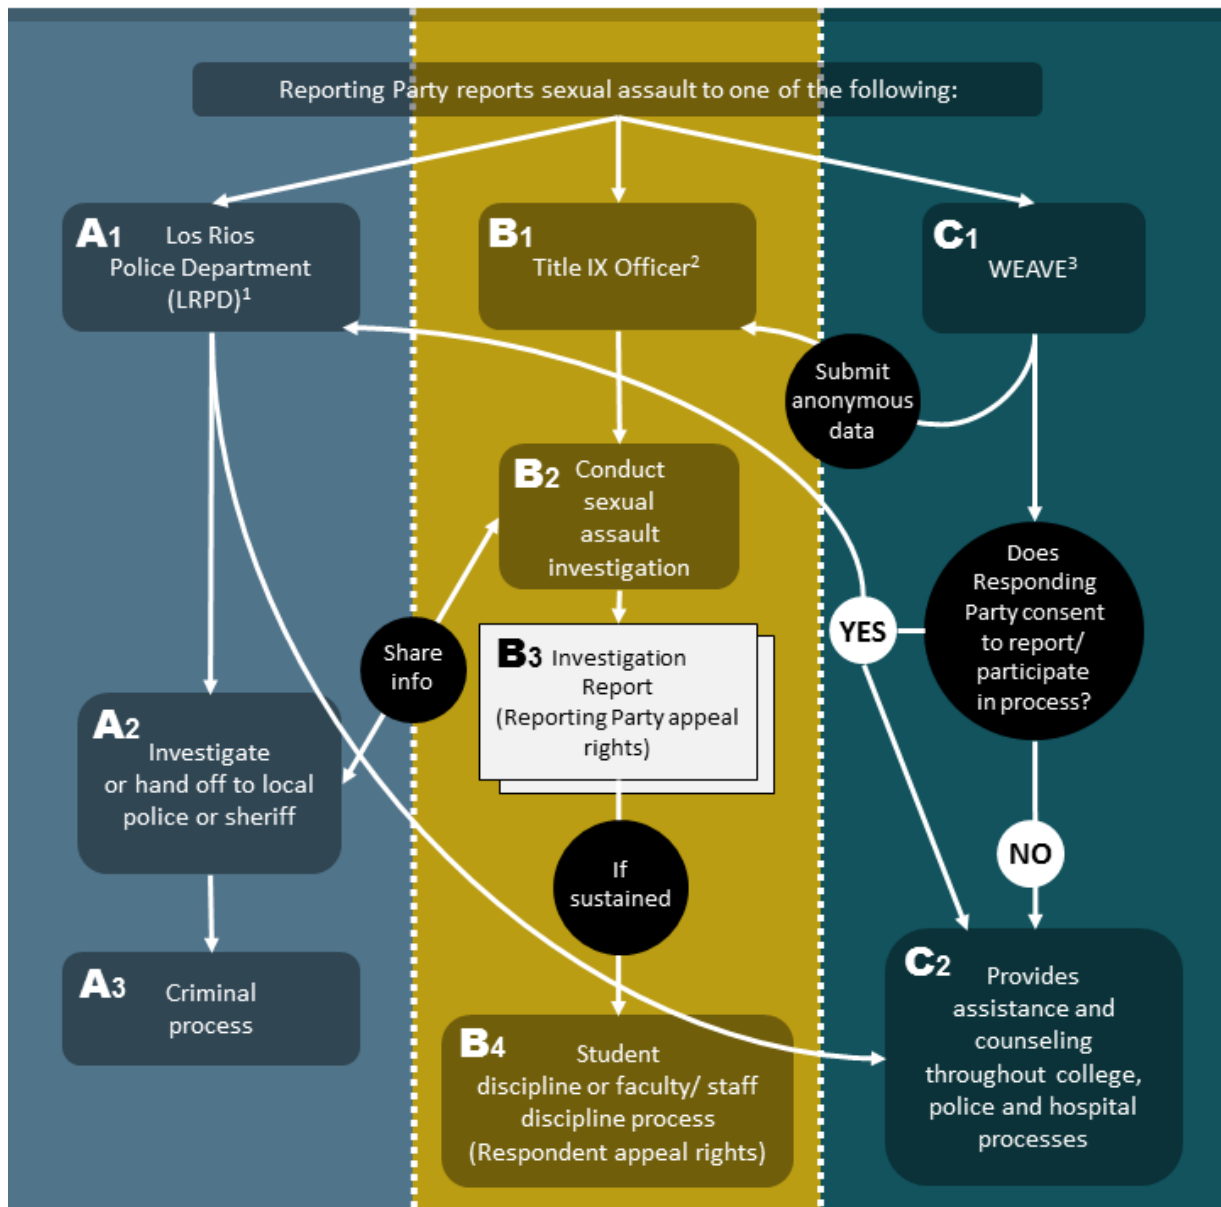 Reporting Party reports sexual assault to one of the following:
A1
Los Rios
Police Department
(LRPD)1
B1
Title IX Officer2
C1
WEAVE3
Submit
anonymous
data
B2
Conduct
sexual
assault
investigation
Does
Responding
Party consent
to report/
participate
in process?
YES
Share
info
B3
Investigation
Report
(Reporting Party appeal
rights)
A2
Investigate
or hand off to local
police or sheriff
If
sustained
NO
A3
Criminal
process
B4
Student
discipline or faculty/ staff
discipline process
(Respondent appeal rights)
C2
Provides
assistance and
counseling
throughout college,
police and hospital
processes